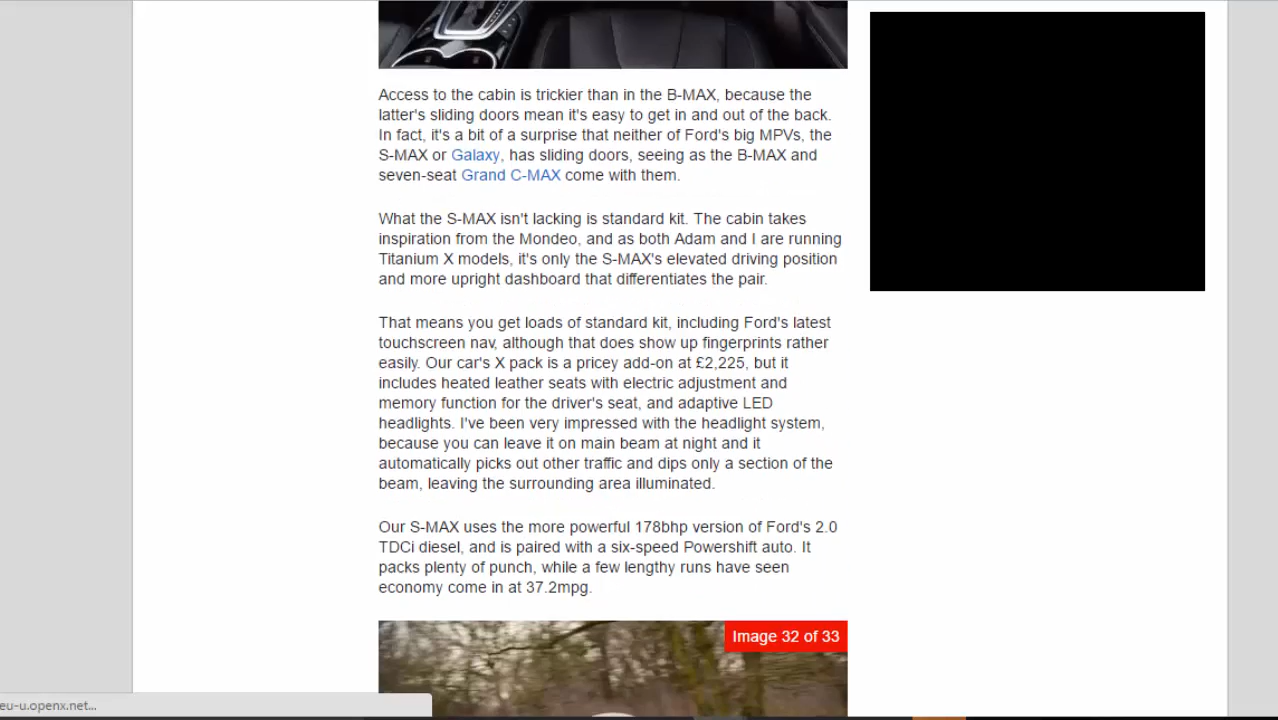 Access to the cabin is trickier than in the B-MAX, because the
latter's sliding doors mean it's easy to get in and out of the back.
In fact, it's a bit of a surprise that neither of Ford's big MPVs, the
S-MAX or Galaxy, has sliding doors, seeing as the B-MAX and
seven-seat Grand C-MAX come with them.
What the S-MAX isn't lacking is standard kit. The cabin takes
inspiration from the Mondeo, and as both Adam and I are running
Titanium X models, it's only the S-MAX's elevated driving position
and more upright dashboard that differentiates the pair.
That means you get loads of standard kit, including Ford's latest
touchscreen nav, although that does show up fingerprints rather
easily. Our car's X pack is a pricey add-on at £2,225, but it
includes heated leather seats with electric adjustment and
memory function for the driver's seat, and adaptive LED
headlights. I've been very impressed with the headlight system,
because you can leave it on main beam at night and it
automatically picks out other traffic and dips only a section of the
beam, leaving the surrounding area illuminated.
Our S-MAX uses the more powerful 178bhp version of Ford's 2.0
TDCi diesel, and is paired with a six-speed Powershift auto. It
packs plenty of punch, while a few lengthy runs have seen
economy come in at 37.2mpg.
Image 32 of 33
eu-u.openx.net...